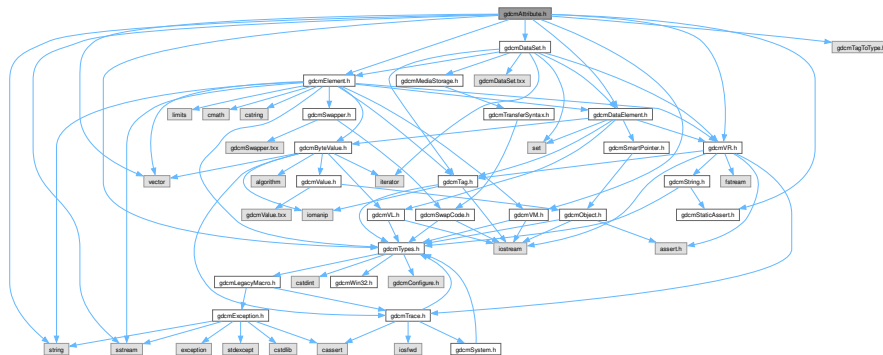 gdcmAttribute.h
gdcmDataSet.h
gdcmTagToType.h
gdcmElement.h
gdcmMediaStorage.h
gdcmDataSet.txx
limits
cmath
cstring
gdcmSwapper.h
gdcmTransferSyntax.h
gdcmDataElement.h
gdcmSwapper.txx
gdcmByteValue.h
set
gdcmSmartPointer.h
gdcmVR.h
vector
algorithm
gdcmValue.h
iterator
gdcmTag.h
gdcmString.h
fstream
gdcmValue.txx
iomanip
gdcmVL.h
gdcmSwapCode.h
gdcmVM.h
gdcmObject.h
gdcmStaticAssert.h
gdcmTypes.h
iostream
assert.h
gdcmLegacyMacro.h
cstdint
gdcmWin32.h
gdcmConfigure.h
gdcmException.h
gdcmTrace.h
string
sstream
exception
stdexcept
cstdlib
cassert
iosfwd
gdcmSystem.h